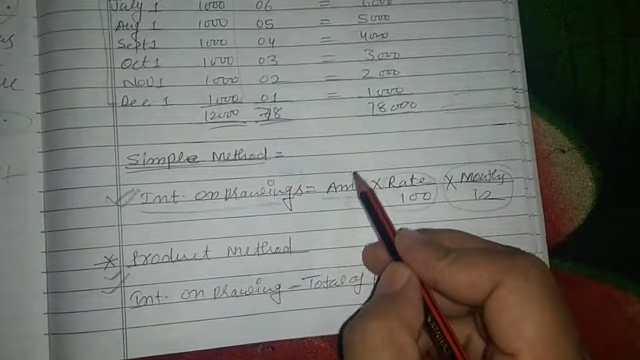 July 1 1000 06 = 6000
Aug 1 1000 05 = 5000
Sept 1 1000 04 = 4000
Oct 1 1000 03 = 3000
Nov 1 1000 02 = 2000
Dec. 1 1000 01 = 1000
12000 78 78000
Simple Method =
Int. on Drawings = Amt X Rate/100 X Month/12
* Product Method
Int. on Drawing = Total of